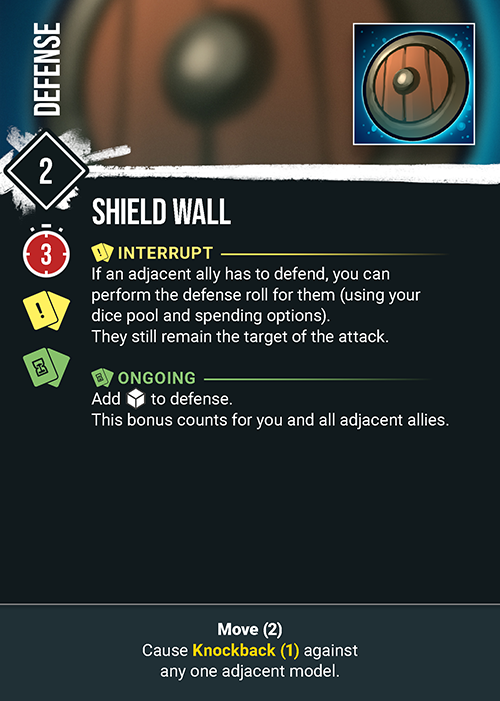 DEFENSE
2
SHIELD WALL
3
! INTERRUPT
If an adjacent ally has to defend, you can
perform the defense roll for them (using your
dice pool and spending options).
They still remain the target of the attack.
!
ONGOING
Add to defense.
This bonus counts for you and all adjacent allies.
Move (2)
Cause Knockback (1) against
any one adjacent model.